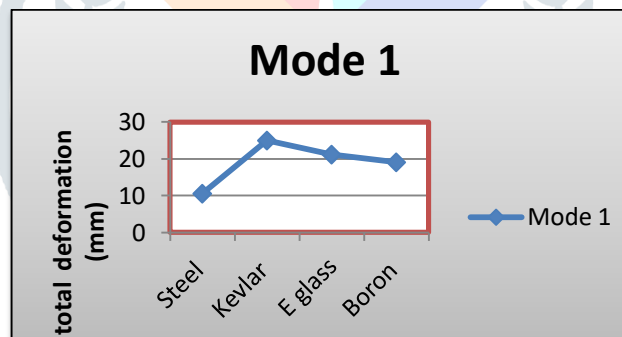 Mode 1
total deformation
(mm)
30
20
10
0
Steel
Kevlar
E glass
Boron
Mode 1